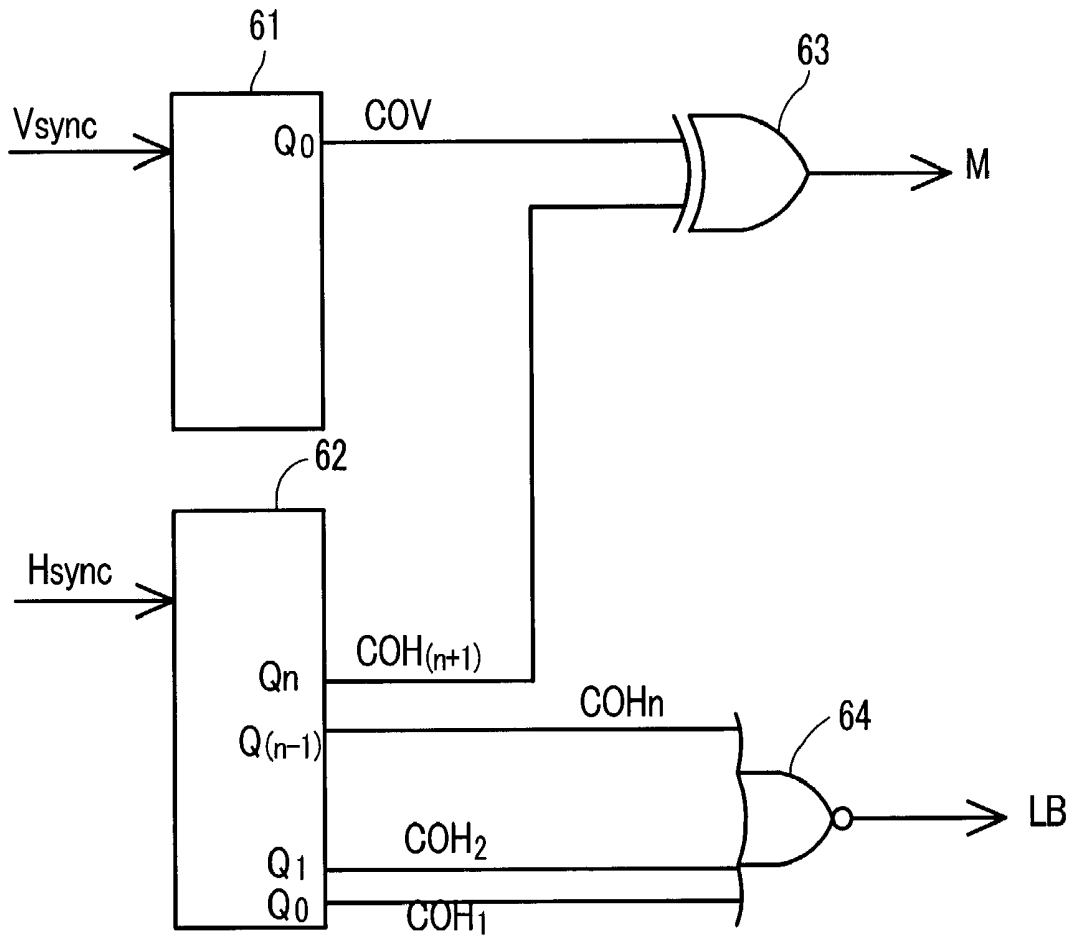 61
63
Vsync
COV
Q0
M
62
Hsync
COH(n+1)
Qn
COHn
64
Q(n-1)
LB
COH2
Q1
Q0
COH1